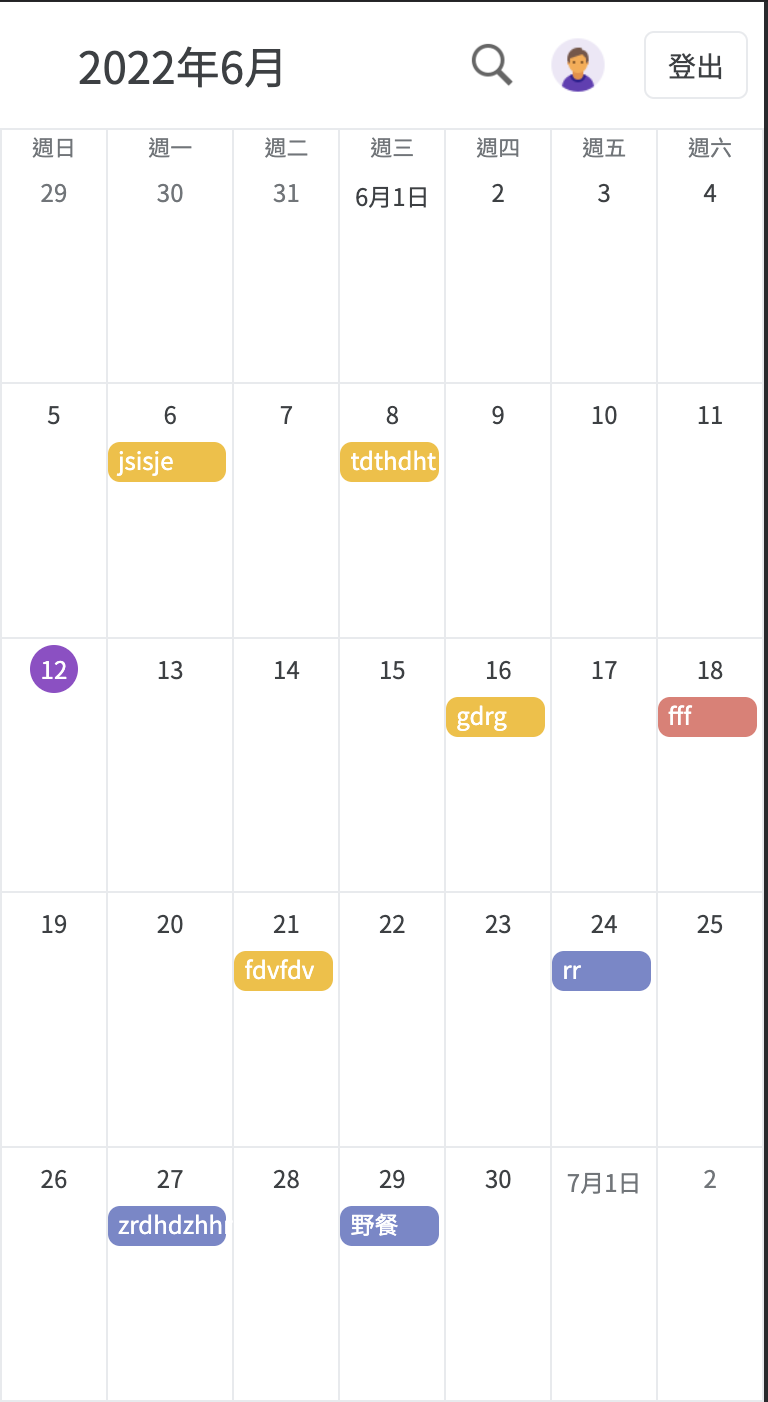 2022年6月 登出
週日 週一 週二 週三 週四 週五 週六
29 30 31 6月1日 2 3 4
5 6 7 8 9 10 11
jsisje tdthdht
12 13 14 15 16 17 18
gdrg fff
19 20 21 22 23 24 25
fdvfdv rr
26 27 28 29 30 7月1日 2
zrdhdzhh 野餐